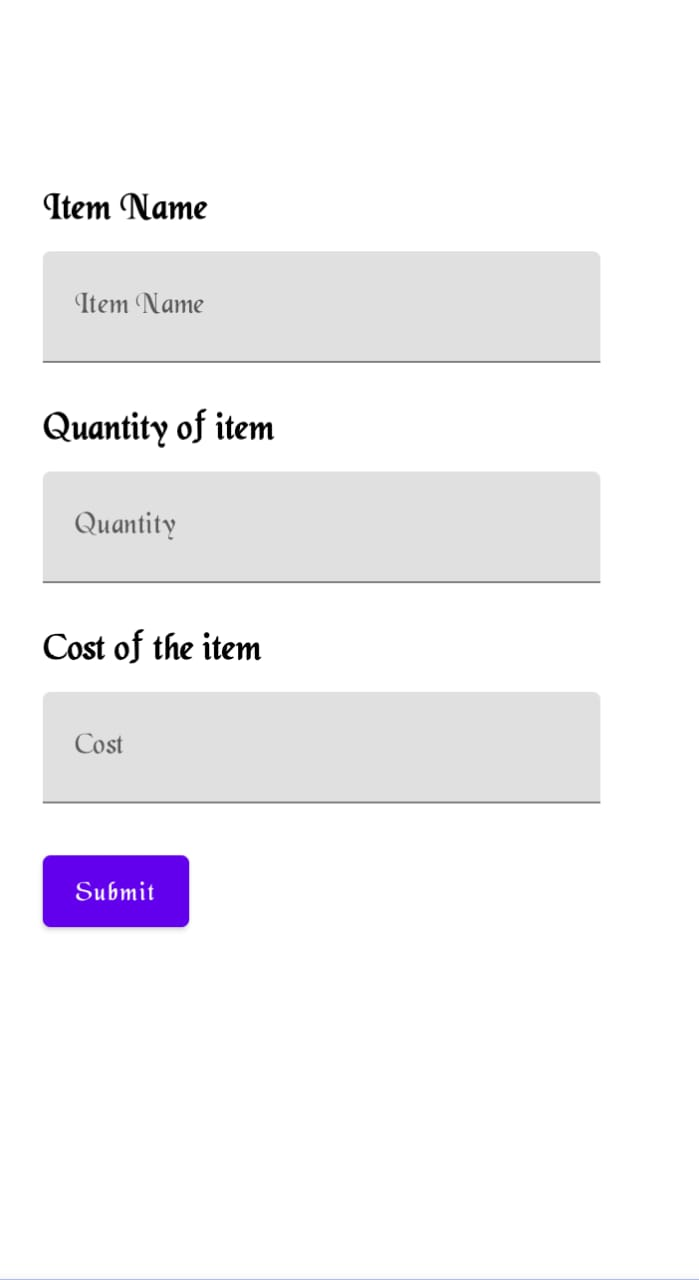 Item Name
Item Name
Quantity of item
Quantity
Cost of the item
Cost
Submit